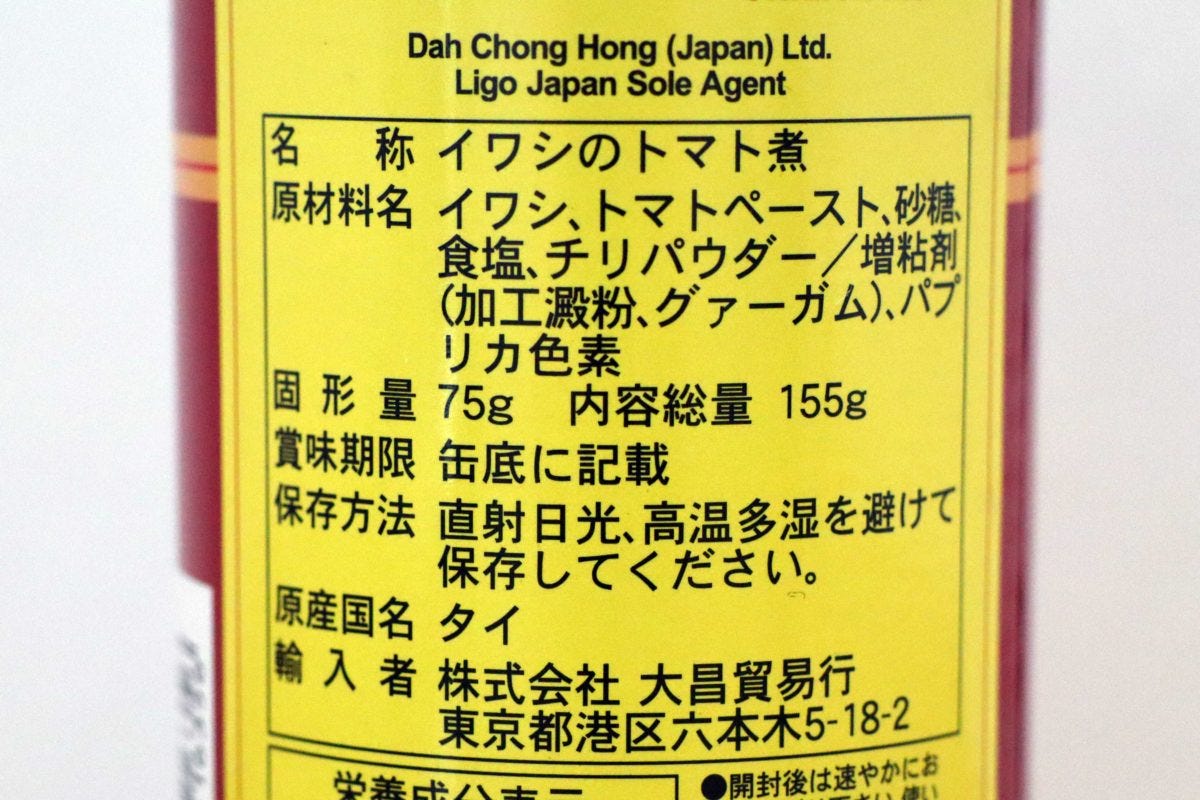 Dah Chong Hong (Japan) Ltd.
Ligo Japan Sole Agent
名称 イワシのトマト煮
原材料名 イワシ、トマトペースト、砂糖、
食塩、チリパウダー／増粘剤
(加工澱粉、グァーガム)、パプ
リカ色素
固形量 75g 内容総量 155g
賞味期限 缶底に記載
保存方法 直射日光、高温多湿を避けて
保存してください。
原産国名 タイ
輸入者 株式会社 大昌貿易行
東京都港区六本木5-18-2
栄養成分表示
●開封後は速やかにお